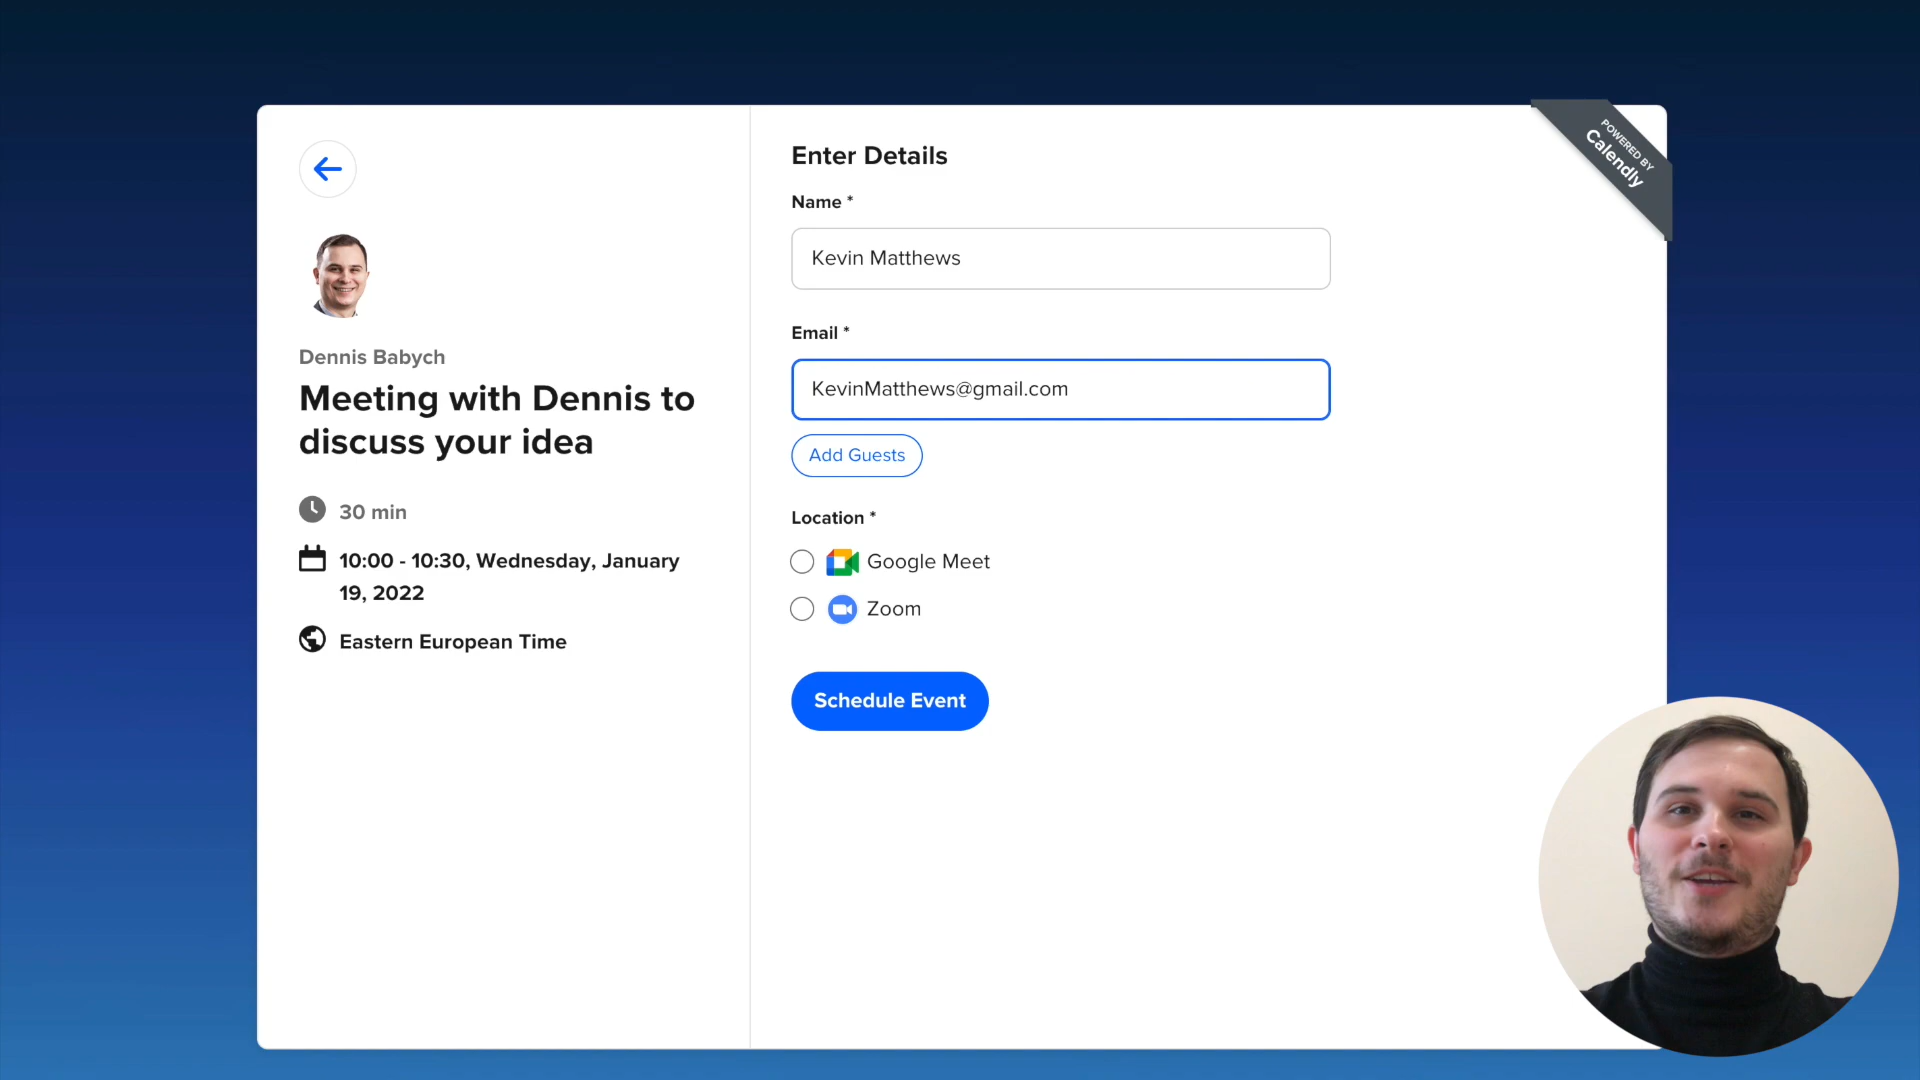 Dennis Babych
Meeting with Dennis to
discuss your idea
30 min
10:00 - 10:30, Wednesday, January
19, 2022
Eastern European Time
Enter Details
Name *
Kevin Matthews
Email *
KevinMatthews@gmail.com
Add Guests
Location *
Google Meet
Zoom
Schedule Event
POWERED BY
Calendly